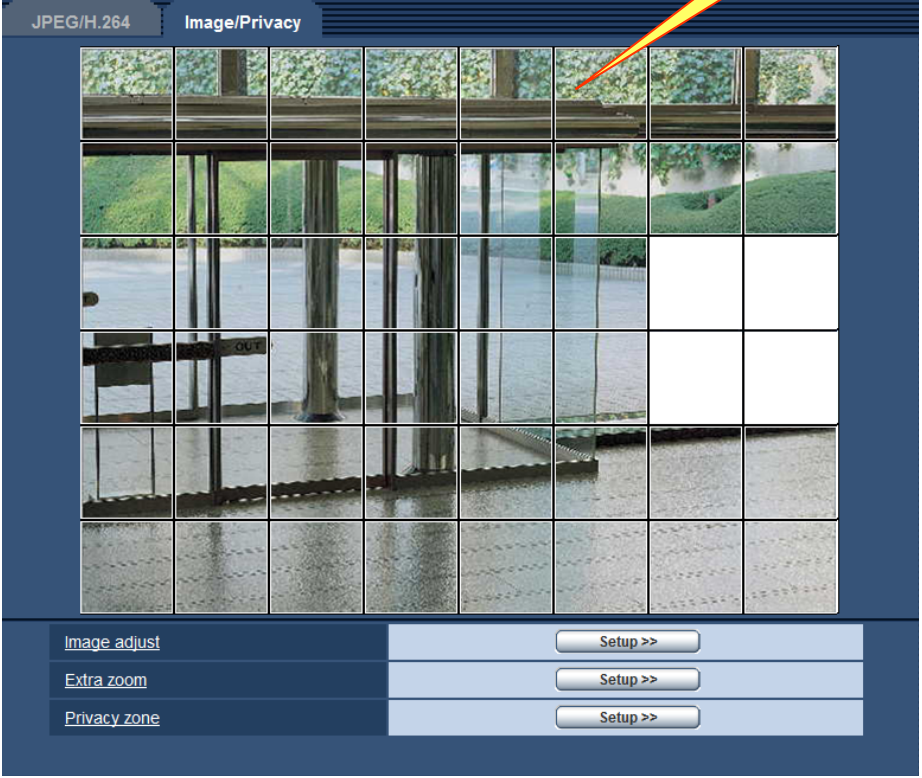 JPEG/H.264 Image/Privacy
OUT
Image adjust Setup >>
Extra zoom Setup >>
Privacy zone Setup >>